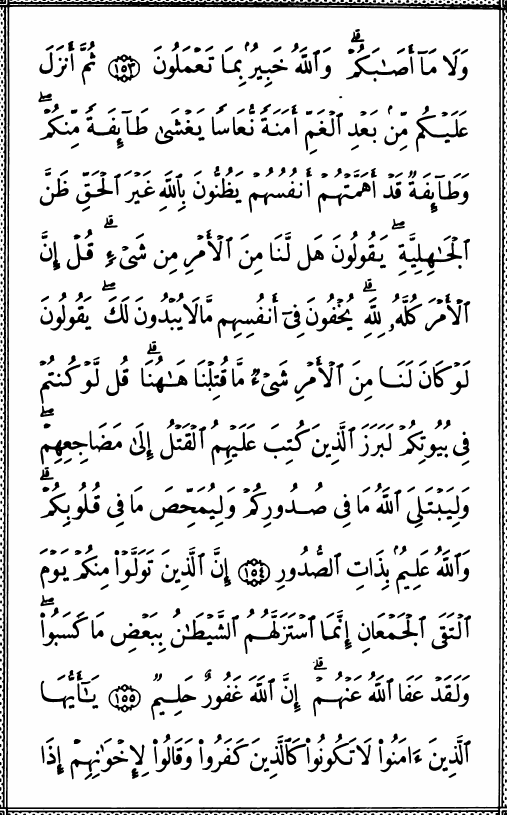 وَلَا مَآ أَصَٰبَكُمْ ۗ وَٱللَّهُ خَبِيرٌۢ بِمَا تَعْمَلُونَ ١٥٣ ثُمَّ أَنزَلَ
عَلَيْكُم مِّنۢ بَعْدِ ٱلْغَمِّ أَمَنَةً نُّعَاسًا يَغْشَىٰ طَآئِفَةً مِّنكُمْ ۖ
وَطَآئِفَةٌ قَدْ أَهَمَّتْهُمْ أَنفُسُهُمْ يَظُنُّونَ بِٱللَّهِ غَيْرَ ٱلْحَقِّ ظَنَّ
ٱلْجَٰهِلِيَّةِ ۖ يَقُولُونَ هَل لَّنَا مِنَ ٱلْأَمْرِ مِن شَىْءٍ ۗ قُلْ إِنَّ
ٱلْأَمْرَ كُلَّهُۥ لِلَّهِ ۗ يُخْفُونَ فِىٓ أَنفُسِهِم مَّا لَا يُبْدُونَ لَكَ ۖ يَقُولُونَ
لَوْ كَانَ لَنَا مِنَ ٱلْأَمْرِ شَىْءٌ مَّا قُتِلْنَا هَٰهُنَا ۗ قُل لَّوْ كُنتُمْ
فِى بُيُوتِكُمْ لَبَرَزَ ٱلَّذِينَ كُتِبَ عَلَيْهِمُ ٱلْقَتْلُ إِلَىٰ مَضَاجِعِهِمْ ۖ
وَلِيَبْتَلِىَ ٱللَّهُ مَا فِى صُدُورِكُمْ وَلِيُمَحِّصَ مَا فِى قُلُوبِكُمْ ۗ
وَٱللَّهُ عَلِيمٌۢ بِذَاتِ ٱلصُّدُورِ ١٥٤ إِنَّ ٱلَّذِينَ تَوَلَّوْا۟ مِنكُمْ يَوْمَ
ٱلْتَقَى ٱلْجَمْعَانِ إِنَّمَا ٱسْتَزَلَّهُمُ ٱلشَّيْطَٰنُ بِبَعْضِ مَا كَسَبُوا۟ ۖ
وَلَقَدْ عَفَا ٱللَّهُ عَنْهُمْ ۗ إِنَّ ٱللَّهَ غَفُورٌ حَلِيمٌ ١٥٥ يَٰٓأَيُّهَا
ٱلَّذِينَ ءَامَنُوا۟ لَا تَكُونُوا۟ كَٱلَّذِينَ كَفَرُوا۟ وَقَالُوا۟ لِإِخْوَٰنِهِمْ إِذَا